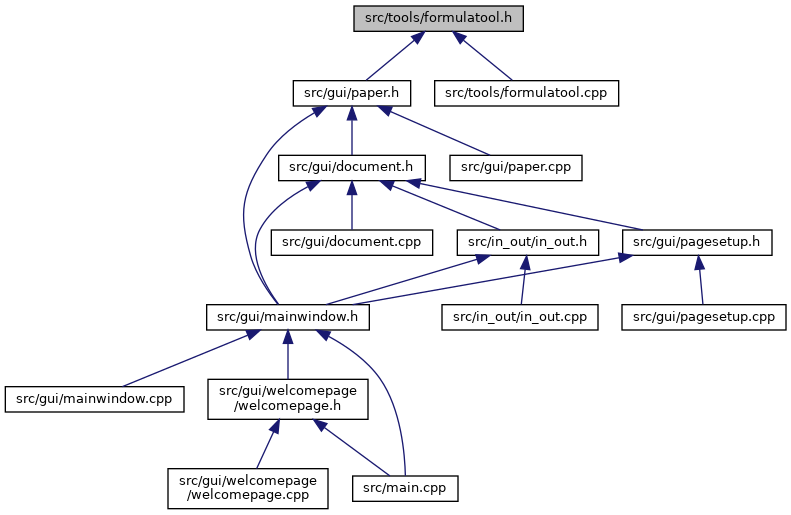 src/tools/formulatool.h
src/gui/paper.h
src/tools/formulatool.cpp
src/gui/document.h
src/gui/paper.cpp
src/gui/document.cpp
src/in_out/in_out.h
src/gui/pagesetup.h
src/gui/mainwindow.h
src/in_out/in_out.cpp
src/gui/pagesetup.cpp
src/gui/mainwindow.cpp
src/gui/welcomepage
/welcomepage.h
src/gui/welcomepage
/welcomepage.cpp
src/main.cpp